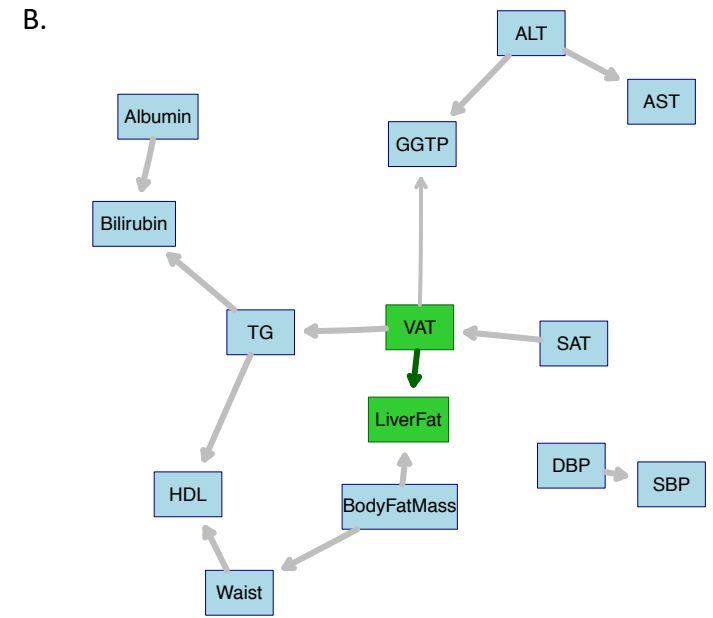 B.
ALT
AST
Albumin
GGTP
Bilirubin
TG
VAT
SAT
LiverFat
DBP
SBP
HDL
BodyFatMass
Waist